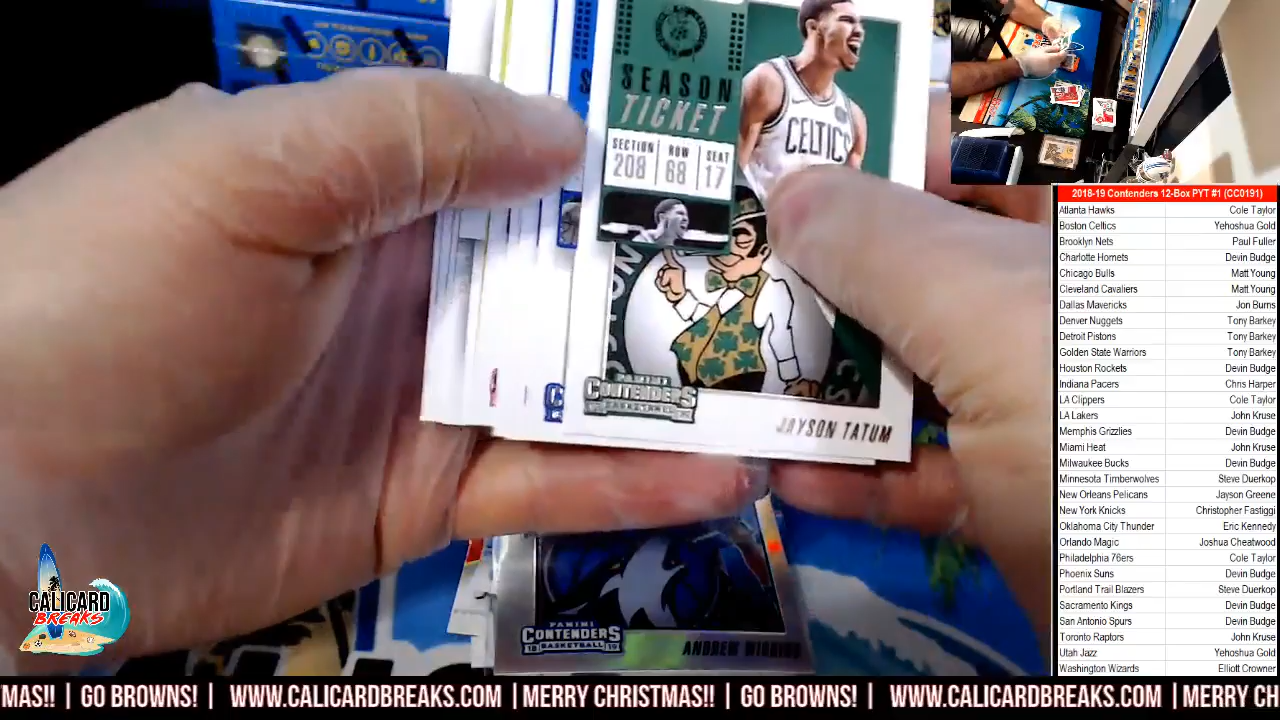 SEASON
TICKET
SECTION ROW SEAT
208 68 17
CELTICS
PANINI
CONTENDERS
BASKETBALL
JAYSON TATUM
PANINI
CONTENDERS
BASKETBALL
ANDREW WIGGINS
CALICARD
BREAKS
2018-19 Contenders 12-Box PYT #1 (CC0191)
Atlanta Hawks Cole Taylor
Boston Celtics Yehoshua Gold
Brooklyn Nets Paul Fuller
Charlotte Hornets Devin Budge
Chicago Bulls Matt Young
Cleveland Cavaliers Matt Young
Dallas Mavericks Jon Burns
Denver Nuggets Tony Barkey
Detroit Pistons Tony Barkey
Golden State Warriors Tony Barkey
Houston Rockets Devin Budge
Indiana Pacers Chris Harper
LA Clippers Cole Taylor
LA Lakers John Kruse
Memphis Grizzlies Devin Budge
Miami Heat John Kruse
Milwaukee Bucks Devin Budge
Minnesota Timberwolves Steve Duerkop
New Orleans Pelicans Jayson Greene
New York Knicks Christopher Fastiggi
Oklahoma City Thunder Eric Kennedy
Orlando Magic Joshua Cheatwood
Philadelphia 76ers Cole Taylor
Phoenix Suns Devin Budge
Portland Trail Blazers Steve Duerkop
Sacramento Kings Devin Budge
San Antonio Spurs Devin Budge
Toronto Raptors John Kruse
Utah Jazz Yehoshua Gold
Washington Wizards Elliott Crowner
MAS!! | GO BROWNS! | WWW.CALICARDBREAKS.COM | MERRY CHRISTMAS!! | GO BROWNS! | WWW.CALICARDBREAKS.COM | MERRY CH